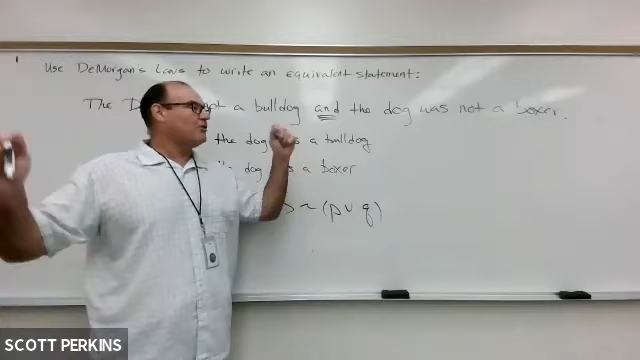 Use DeMorgan's Laws to write an equivalent statement:
The D not a bulldog and the dog was not a boxer.
the dog a bulldog
dog a boxer
~(p ∨ q)
SCOTT PERKINS